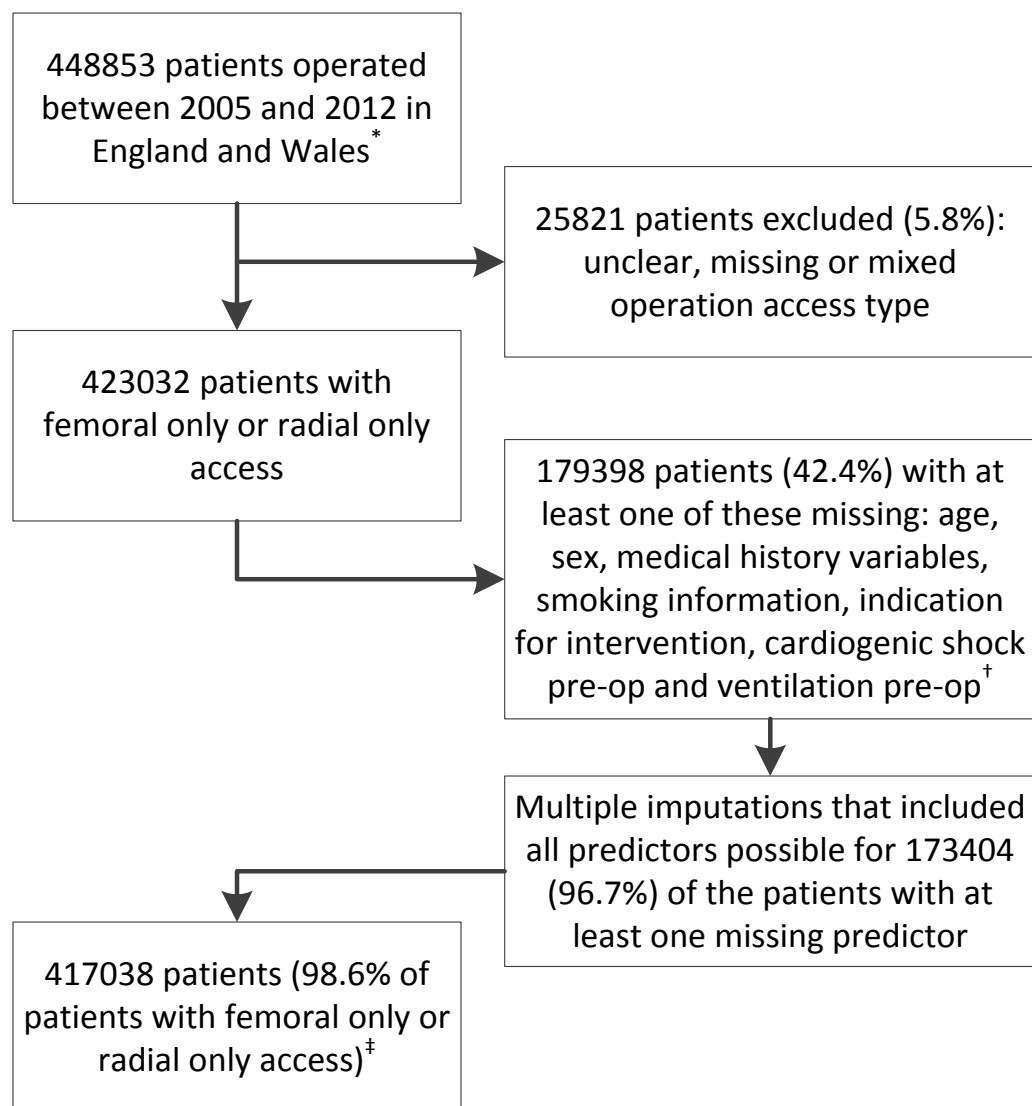 448853 patients operated
between 2005 and 2012 in
England and Wales*
25821 patients excluded (5.8%):
unclear, missing or mixed
operation access type
423032 patients with
femoral only or radial only
access
179398 patients (42.4%) with at
least one of these missing: age,
sex, medical history variables,
smoking information, indication
for intervention, cardiogenic shock
pre-op and ventilation pre-op†
Multiple imputations that included
all predictors possible for 173404
(96.7%) of the patients with at
least one missing predictor
417038 patients (98.6% of
patients with femoral only or
radial only access)‡